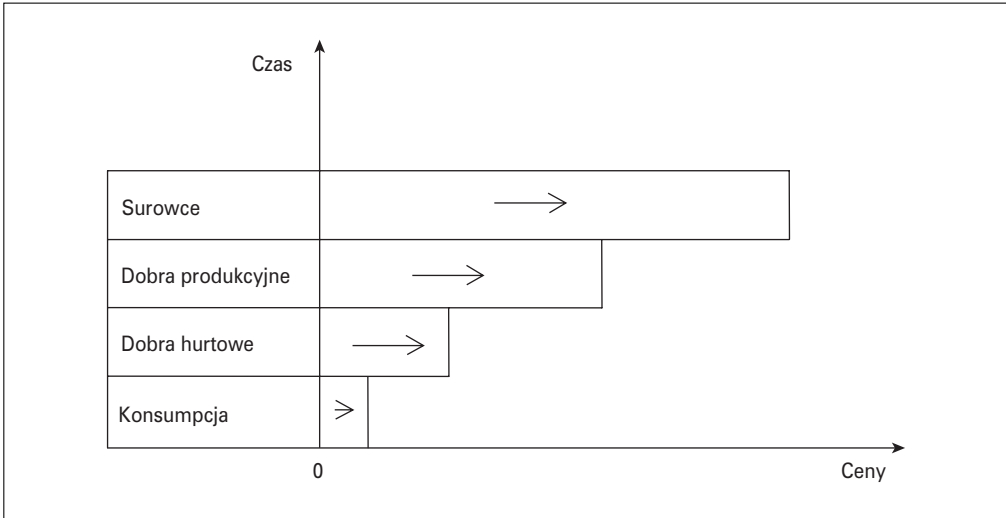 Czas
Surowce
Dobra produkcyjne
Dobra hurtowe
Konsumpcja
0
Ceny